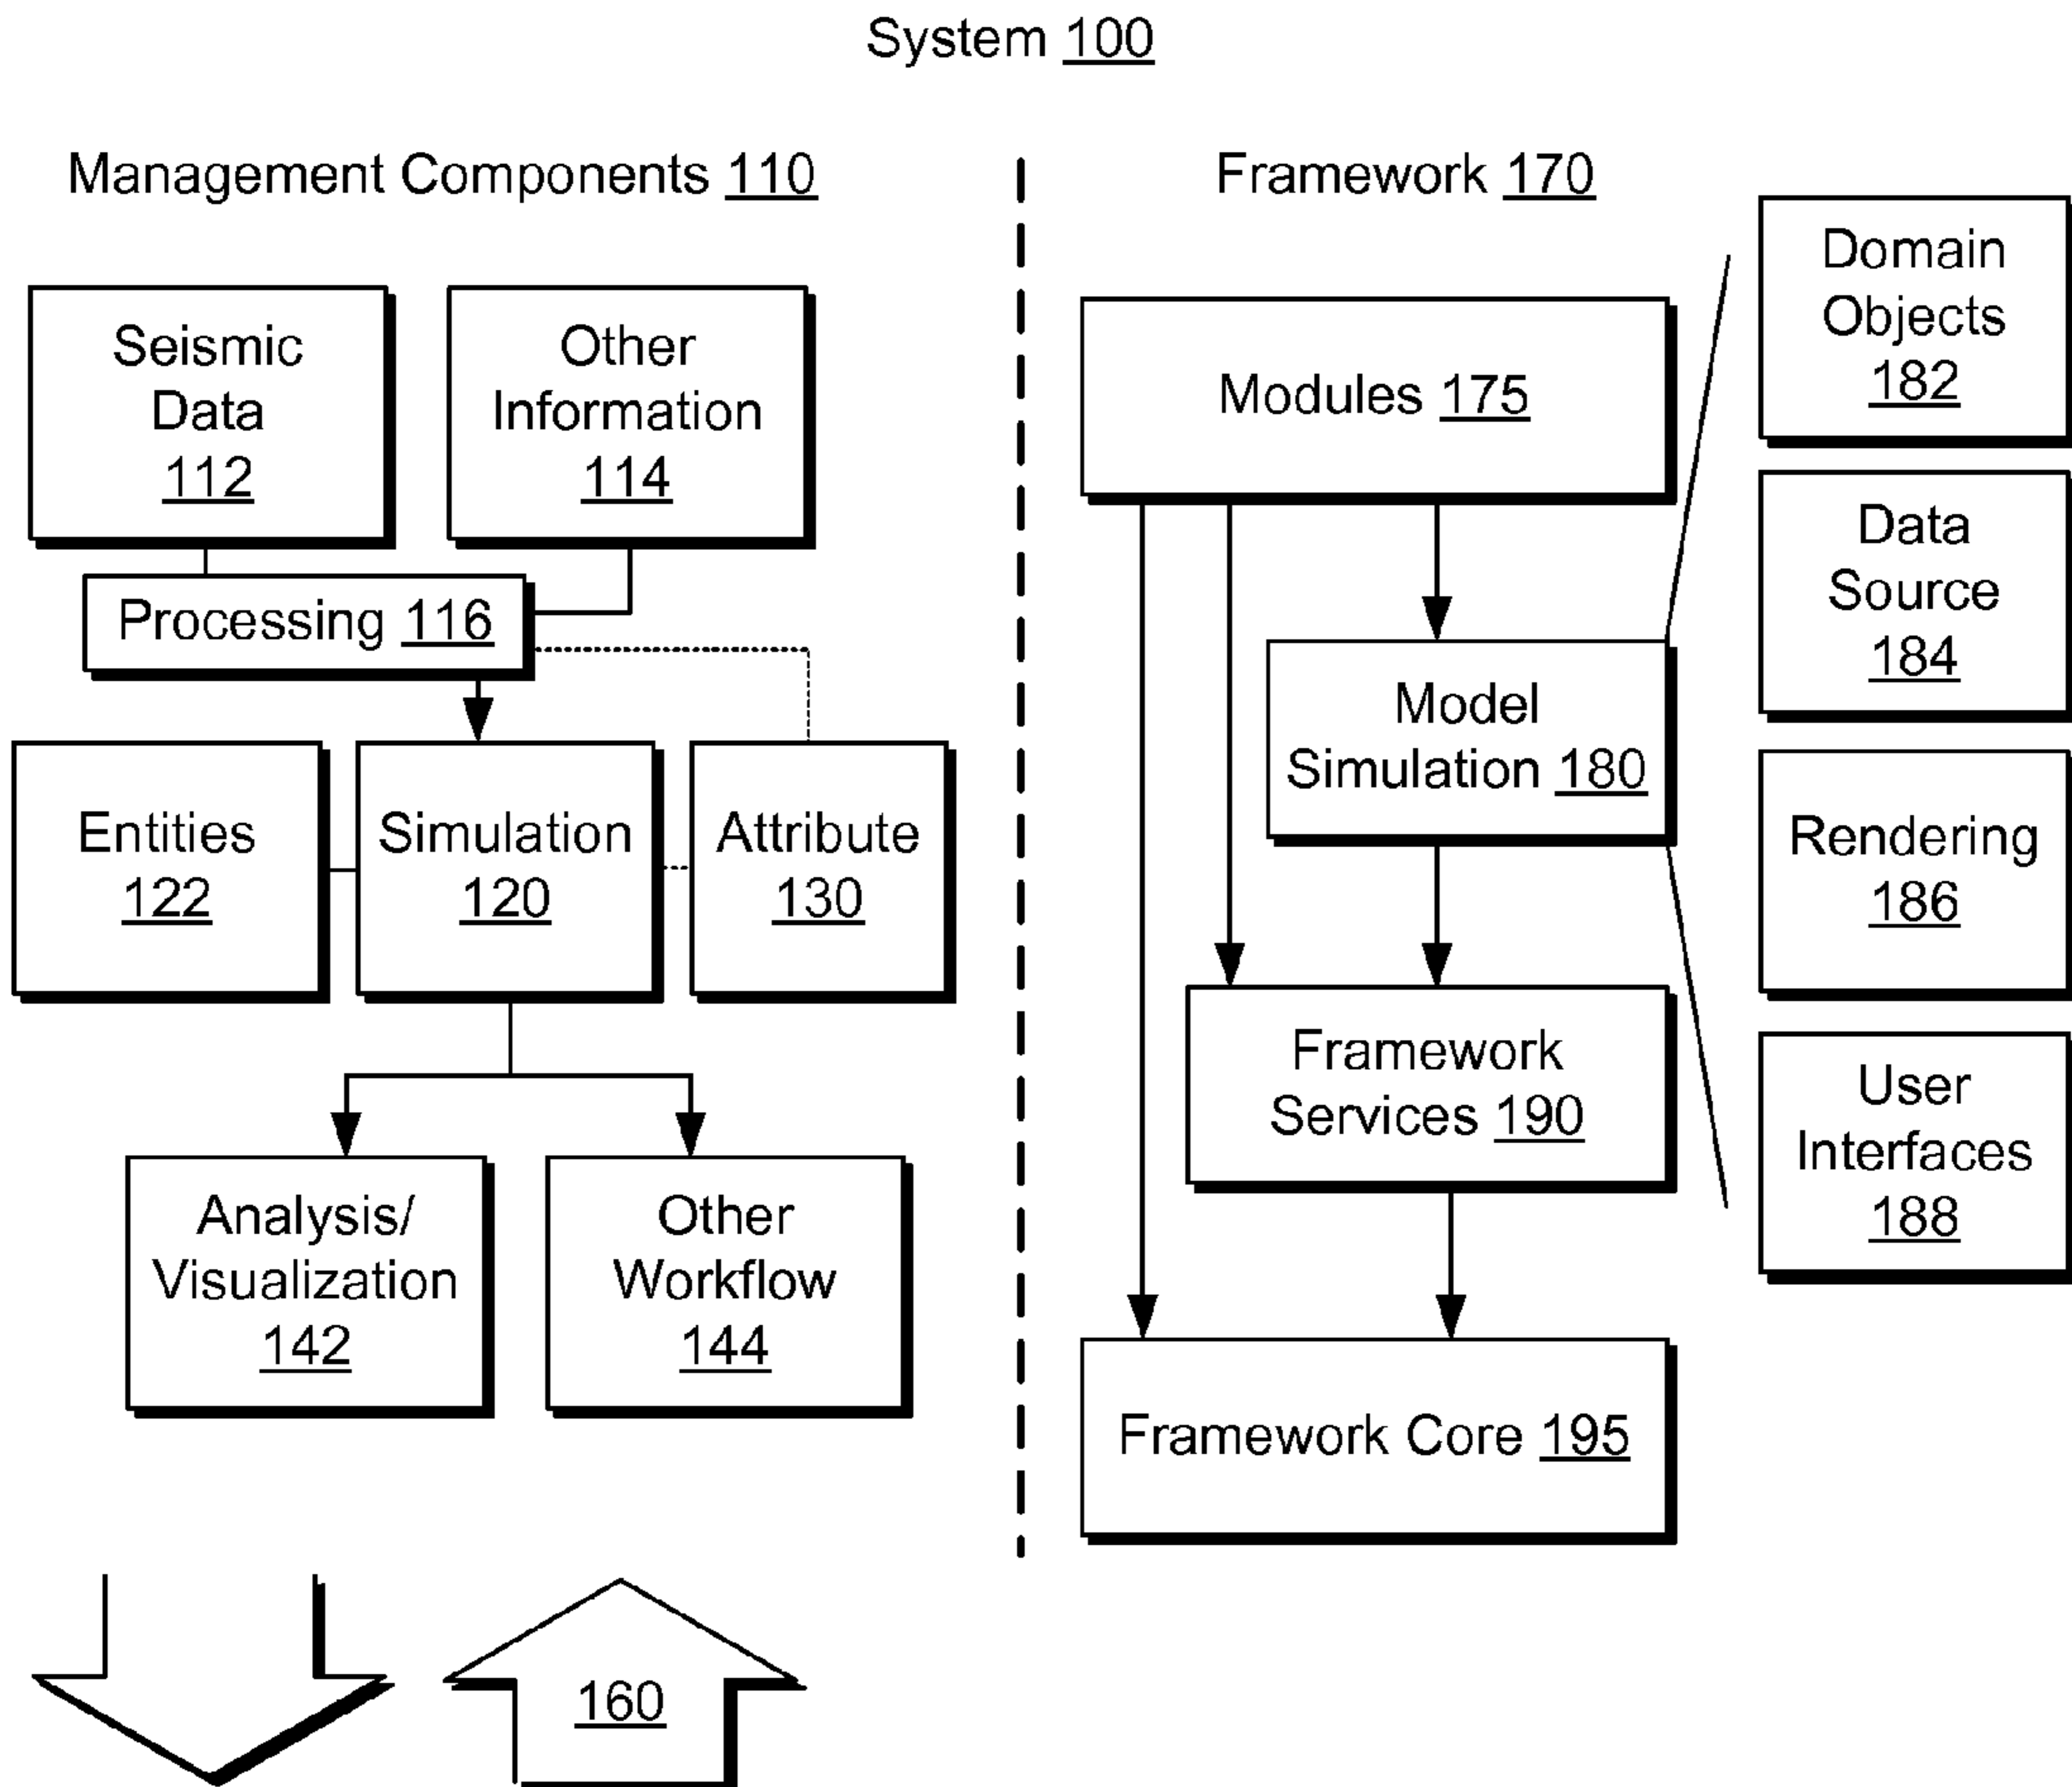 System 100
Management Components 110
Seismic
Data
112
Other
Information
114
Processing 116
Entities
122
Simulation
120
Attribute
130
Analysis/
Visualization
142
Other
Workflow
144
160
Framework 170
Modules 175
Model
Simulation 180
Framework
Services 190
Framework Core 195
Domain
Objects
182
Data
Source
184
Rendering
186
User
Interfaces
188